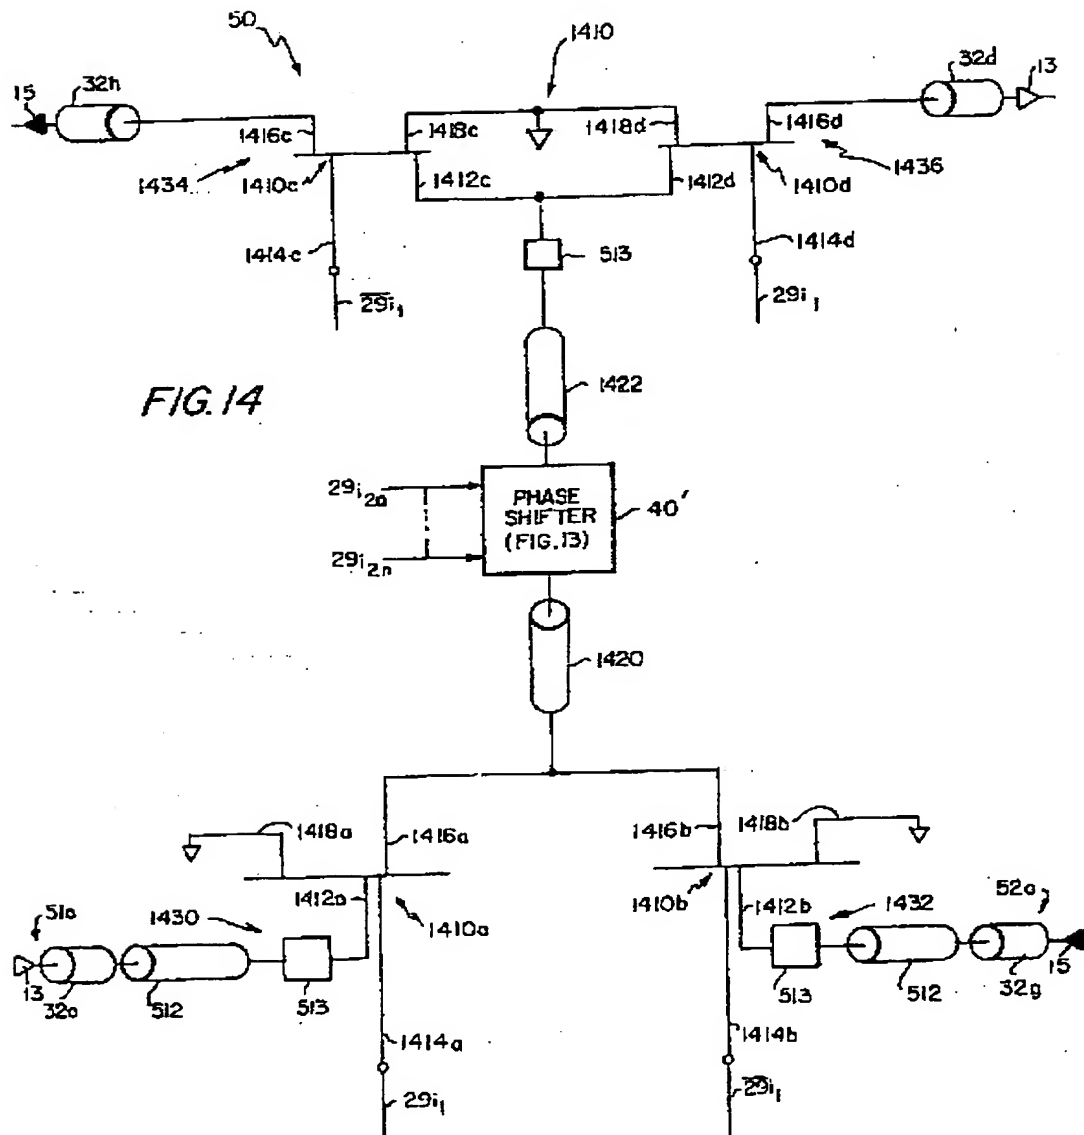 50
1410
15
32h
32d
13
1416c
1418c
1418d
1416d
1434
1410c
1412c
1412d
1410d
1436
1414c
513
1414d
29i1
29i1
FIG. 14
1422
29i2a
PHASE
SHIFTER
(FIG. 13)
40'
29i2n
1420
1418a
1416a
1416b
1418b
51a
1430
1412a
1410a
1410b
1412b
1432
52a
13
32a
512
513
513
512
32g
15
1414a
1414b
29i1
29i1